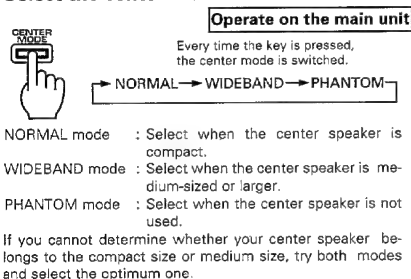 Operate on the main unit
CENTER
MODE
Every time the key is pressed,
the center mode is switched.
NORMAL → WIDEBAND → PHANTOM
NORMAL mode : Select when the center speaker is
compact.
WIDEBAND mode : Select when the center speaker is me-
dium-sized or larger.
PHANTOM mode : Select when the center speaker is not
used.
If you cannot determine whether your center speaker be-
longs to the compact size or medium size, try both modes
and select the optimum one.